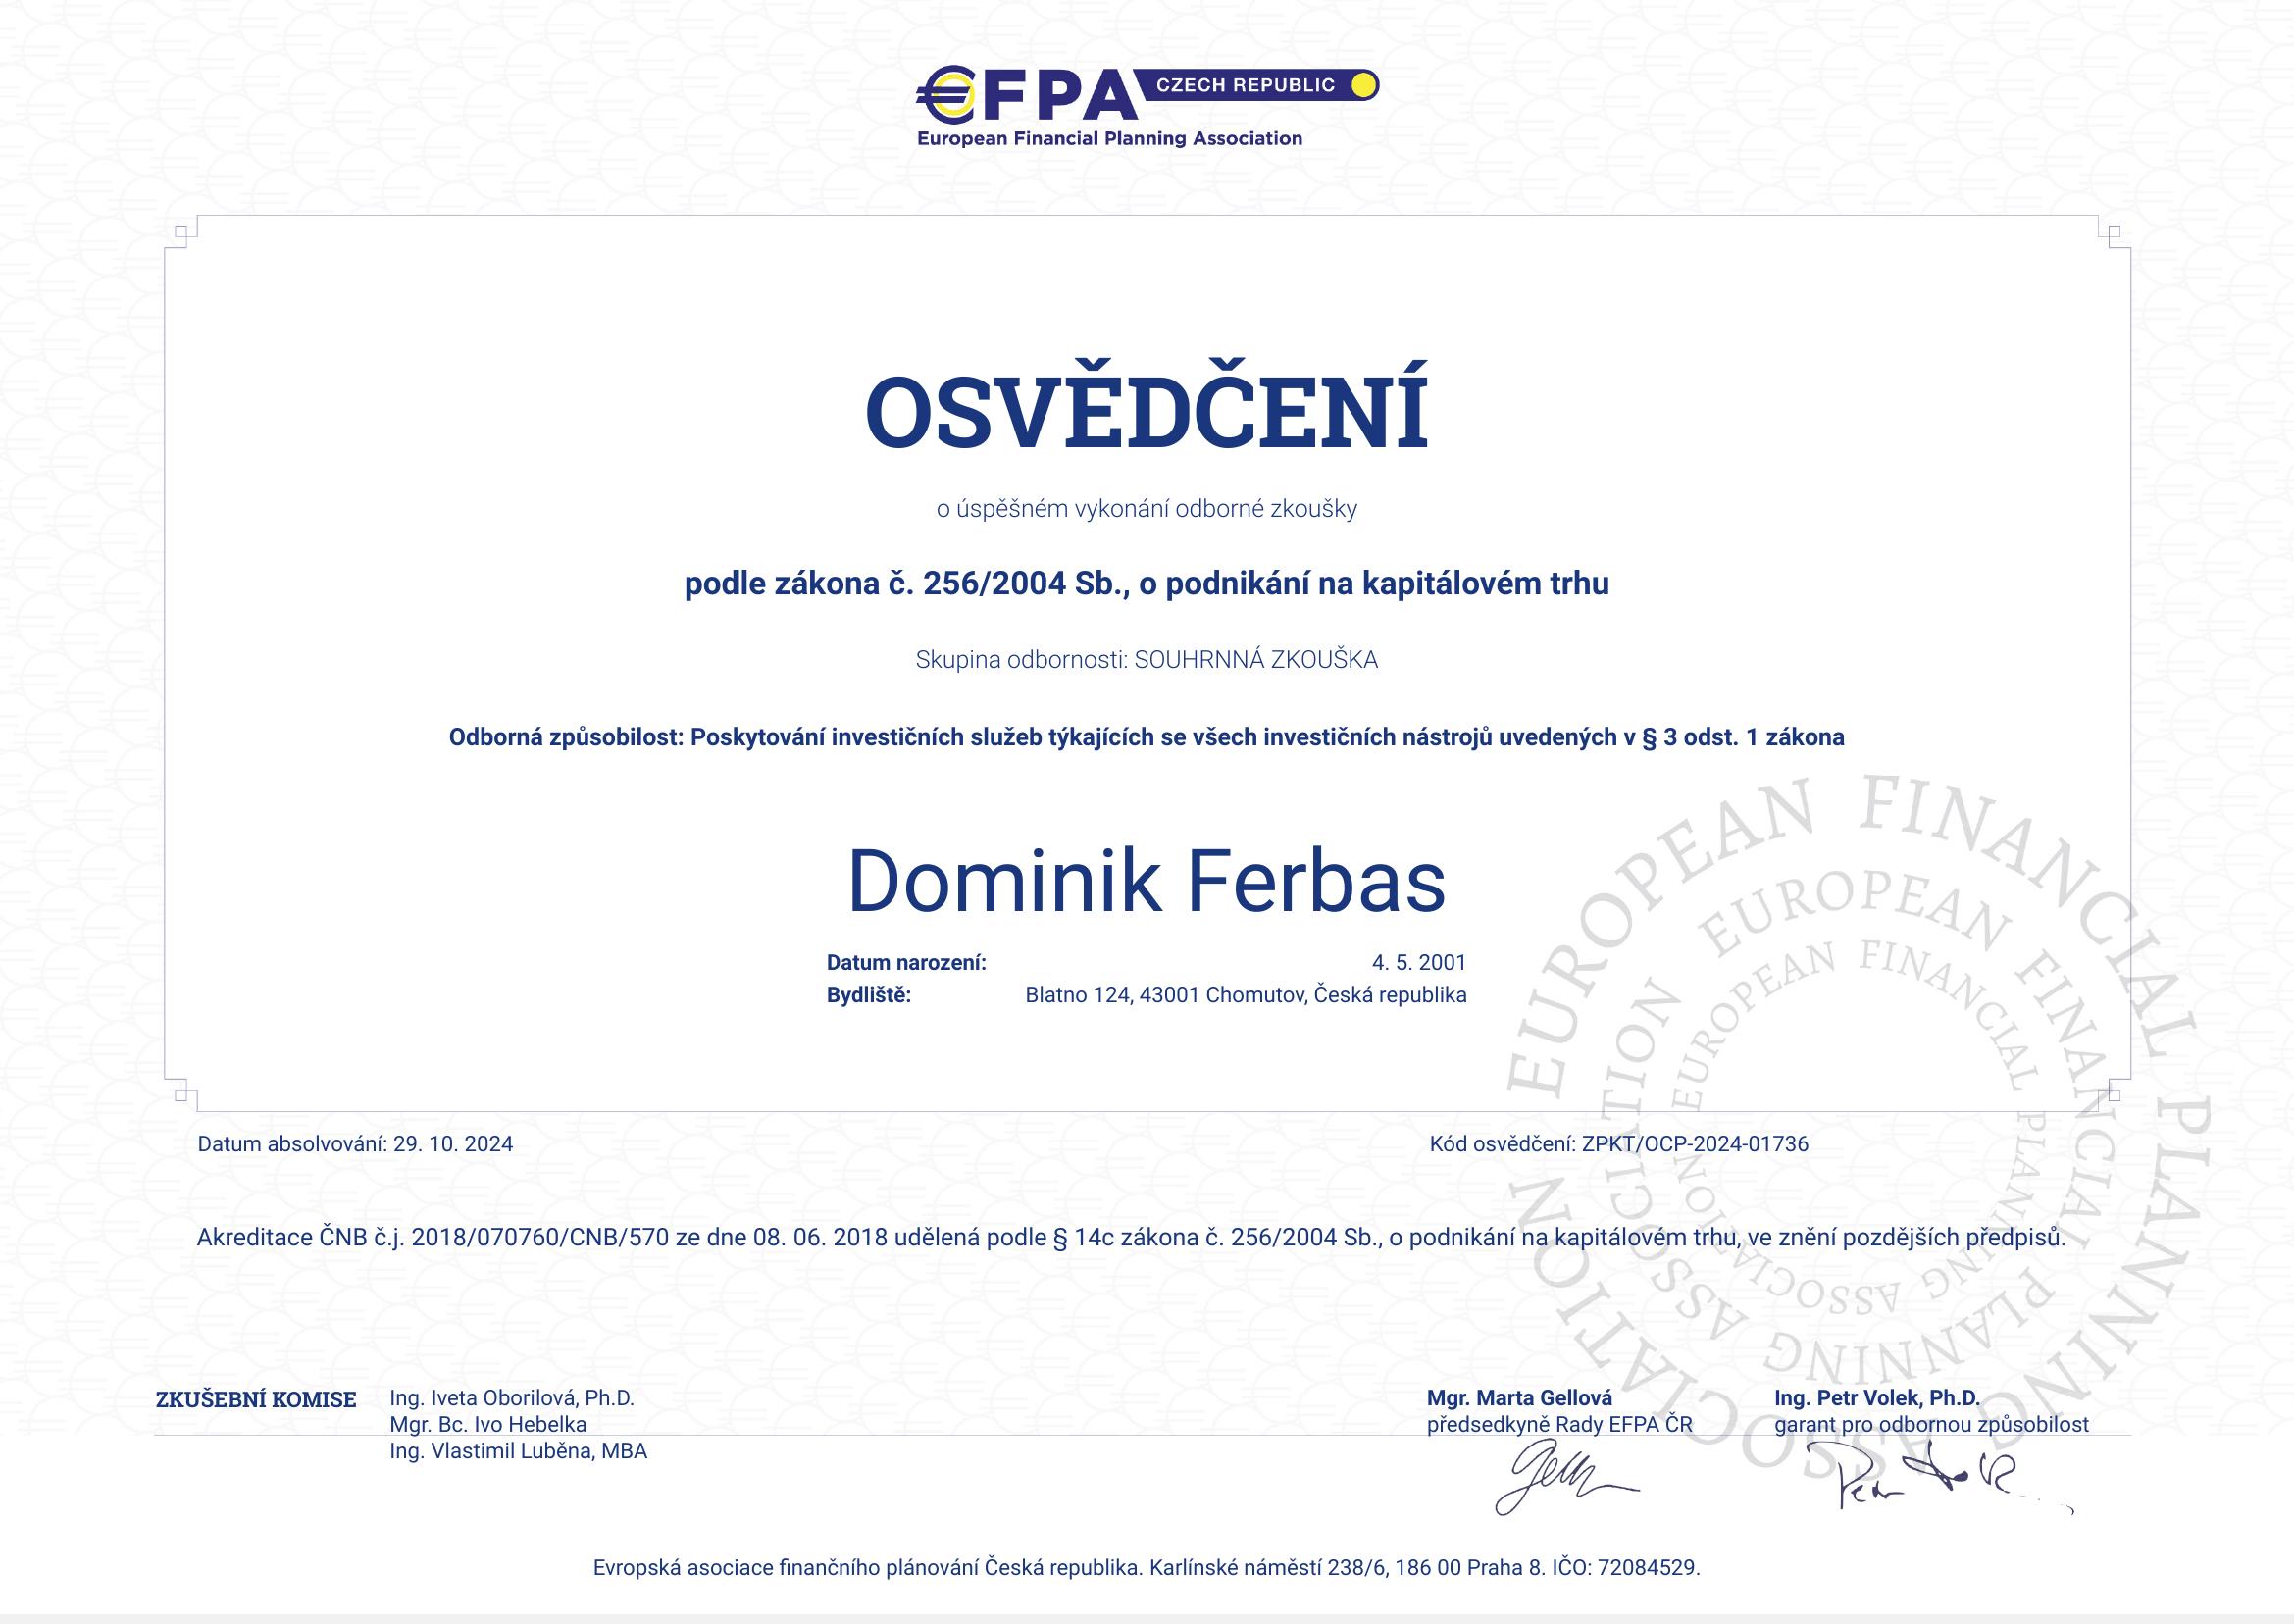 €FPA CZECH REPUBLIC
European Financial Planning Association
OSVĚDČENÍ
o úspěšném vykonání odborné zkoušky
podle zákona č. 256/2004 Sb., o podnikání na kapitálovém trhu
Skupina odbornosti: SOUHRNNÁ ZKOUŠKA
Odborná způsobilost: Poskytování investičních služeb týkajících se všech investičních nástrojů uvedených v § 3 odst. 1 zákona
Dominik Ferbas
Datum narození: 4. 5. 2001
Bydliště: Blatno 124, 43001 Chomutov, Česká republika
EUROPEAN FINANCIAL PLANNING ASSOCIATION
EUROPEAN FINANCIAL PLANNING ASSOCIATION
EUROPEAN FINANCIAL PLANNING ASSOCIATION
Datum absolvování: 29. 10. 2024 Kód osvědčení: ZPKT/OCP-2024-01736
Akreditace ČNB č.j. 2018/070760/CNB/570 ze dne 08. 06. 2018 udělená podle § 14c zákona č. 256/2004 Sb., o podnikání na kapitálovém trhu, ve znění pozdějších předpisů.
ZKUŠEBNÍ KOMISE Ing. Iveta Oborilová, Ph.D.
Mgr. Bc. Ivo Hebelka
Ing. Vlastimil Luběna, MBA
Mgr. Marta Gellová
předsedkyně Rady EFPA ČR
Ing. Petr Volek, Ph.D.
garant pro odbornou způsobilost
Evropská asociace finančního plánování Česká republika. Karlínské náměstí 238/6, 186 00 Praha 8. IČO: 72084529.